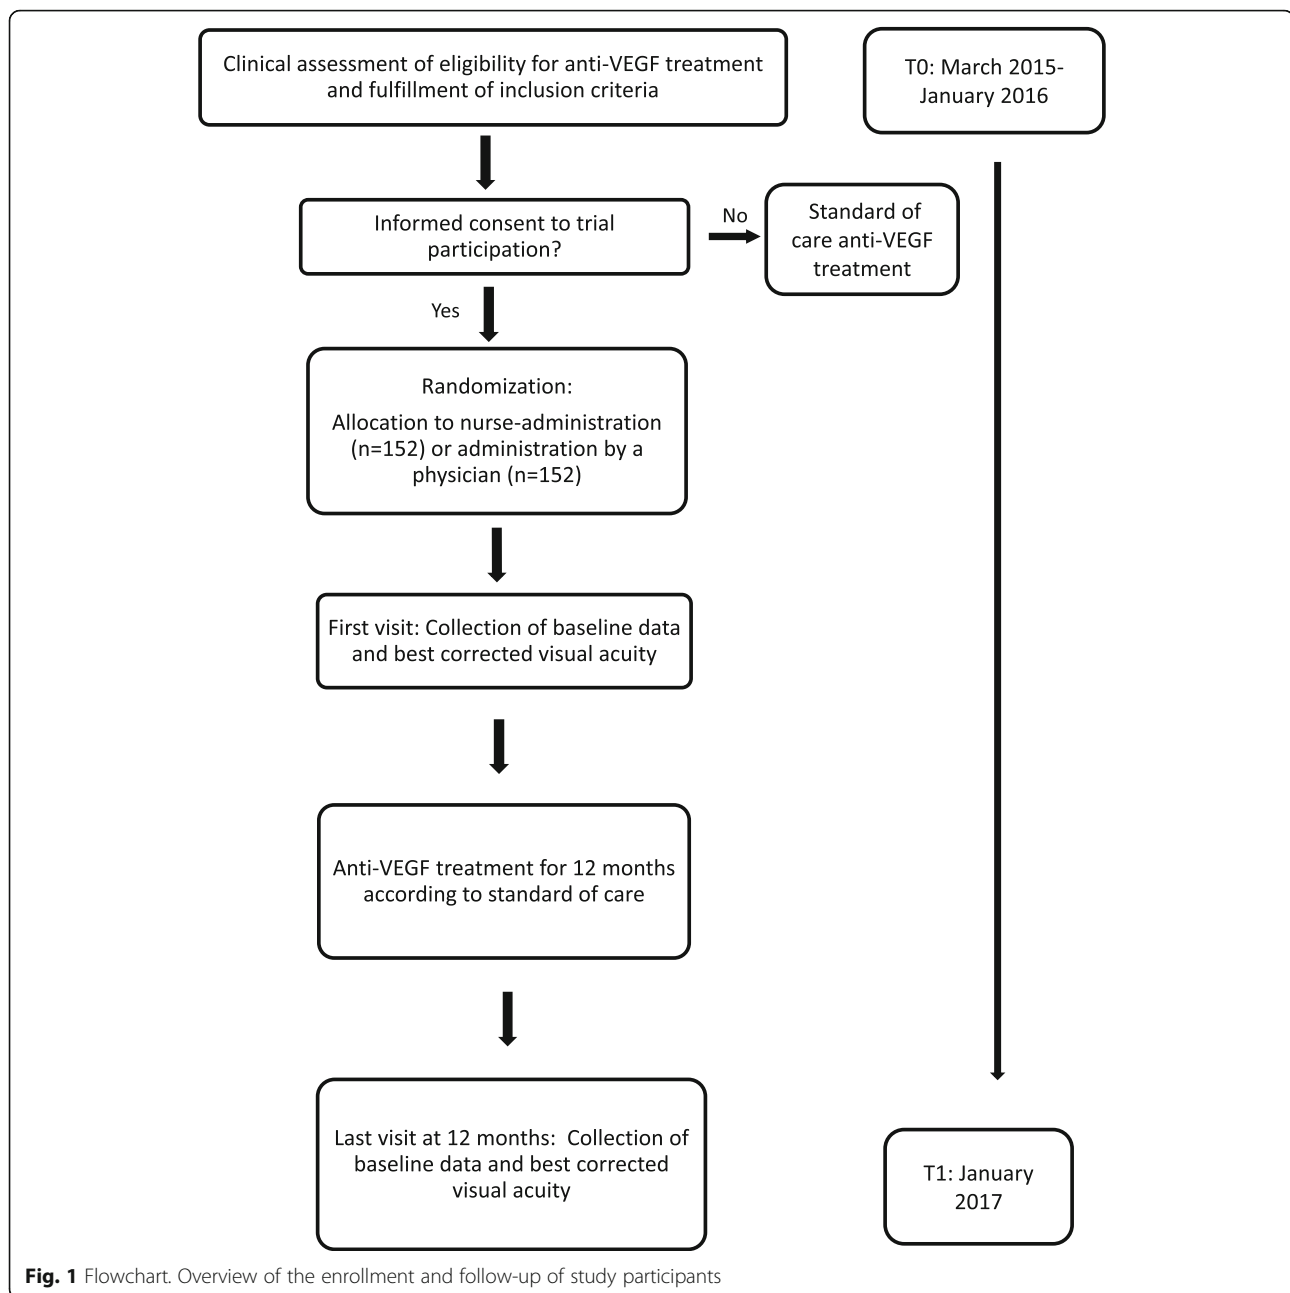 Clinical assessment of eligibility for anti-VEGF treatment
and fulfillment of inclusion criteria
T0: March 2015-
January 2016
Informed consent to trial
participation?
No
Standard of
care anti-VEGF
treatment
Yes
Randomization:
Allocation to nurse-administration
(n=152) or administration by a
physician (n=152)
First visit: Collection of baseline data
and best corrected visual acuity
Anti-VEGF treatment for 12 months
according to standard of care
Last visit at 12 months:  Collection of
baseline data and best corrected
visual acuity
T1: January
2017
Fig. 1 Flowchart. Overview of the enrollment and follow-up of study participants